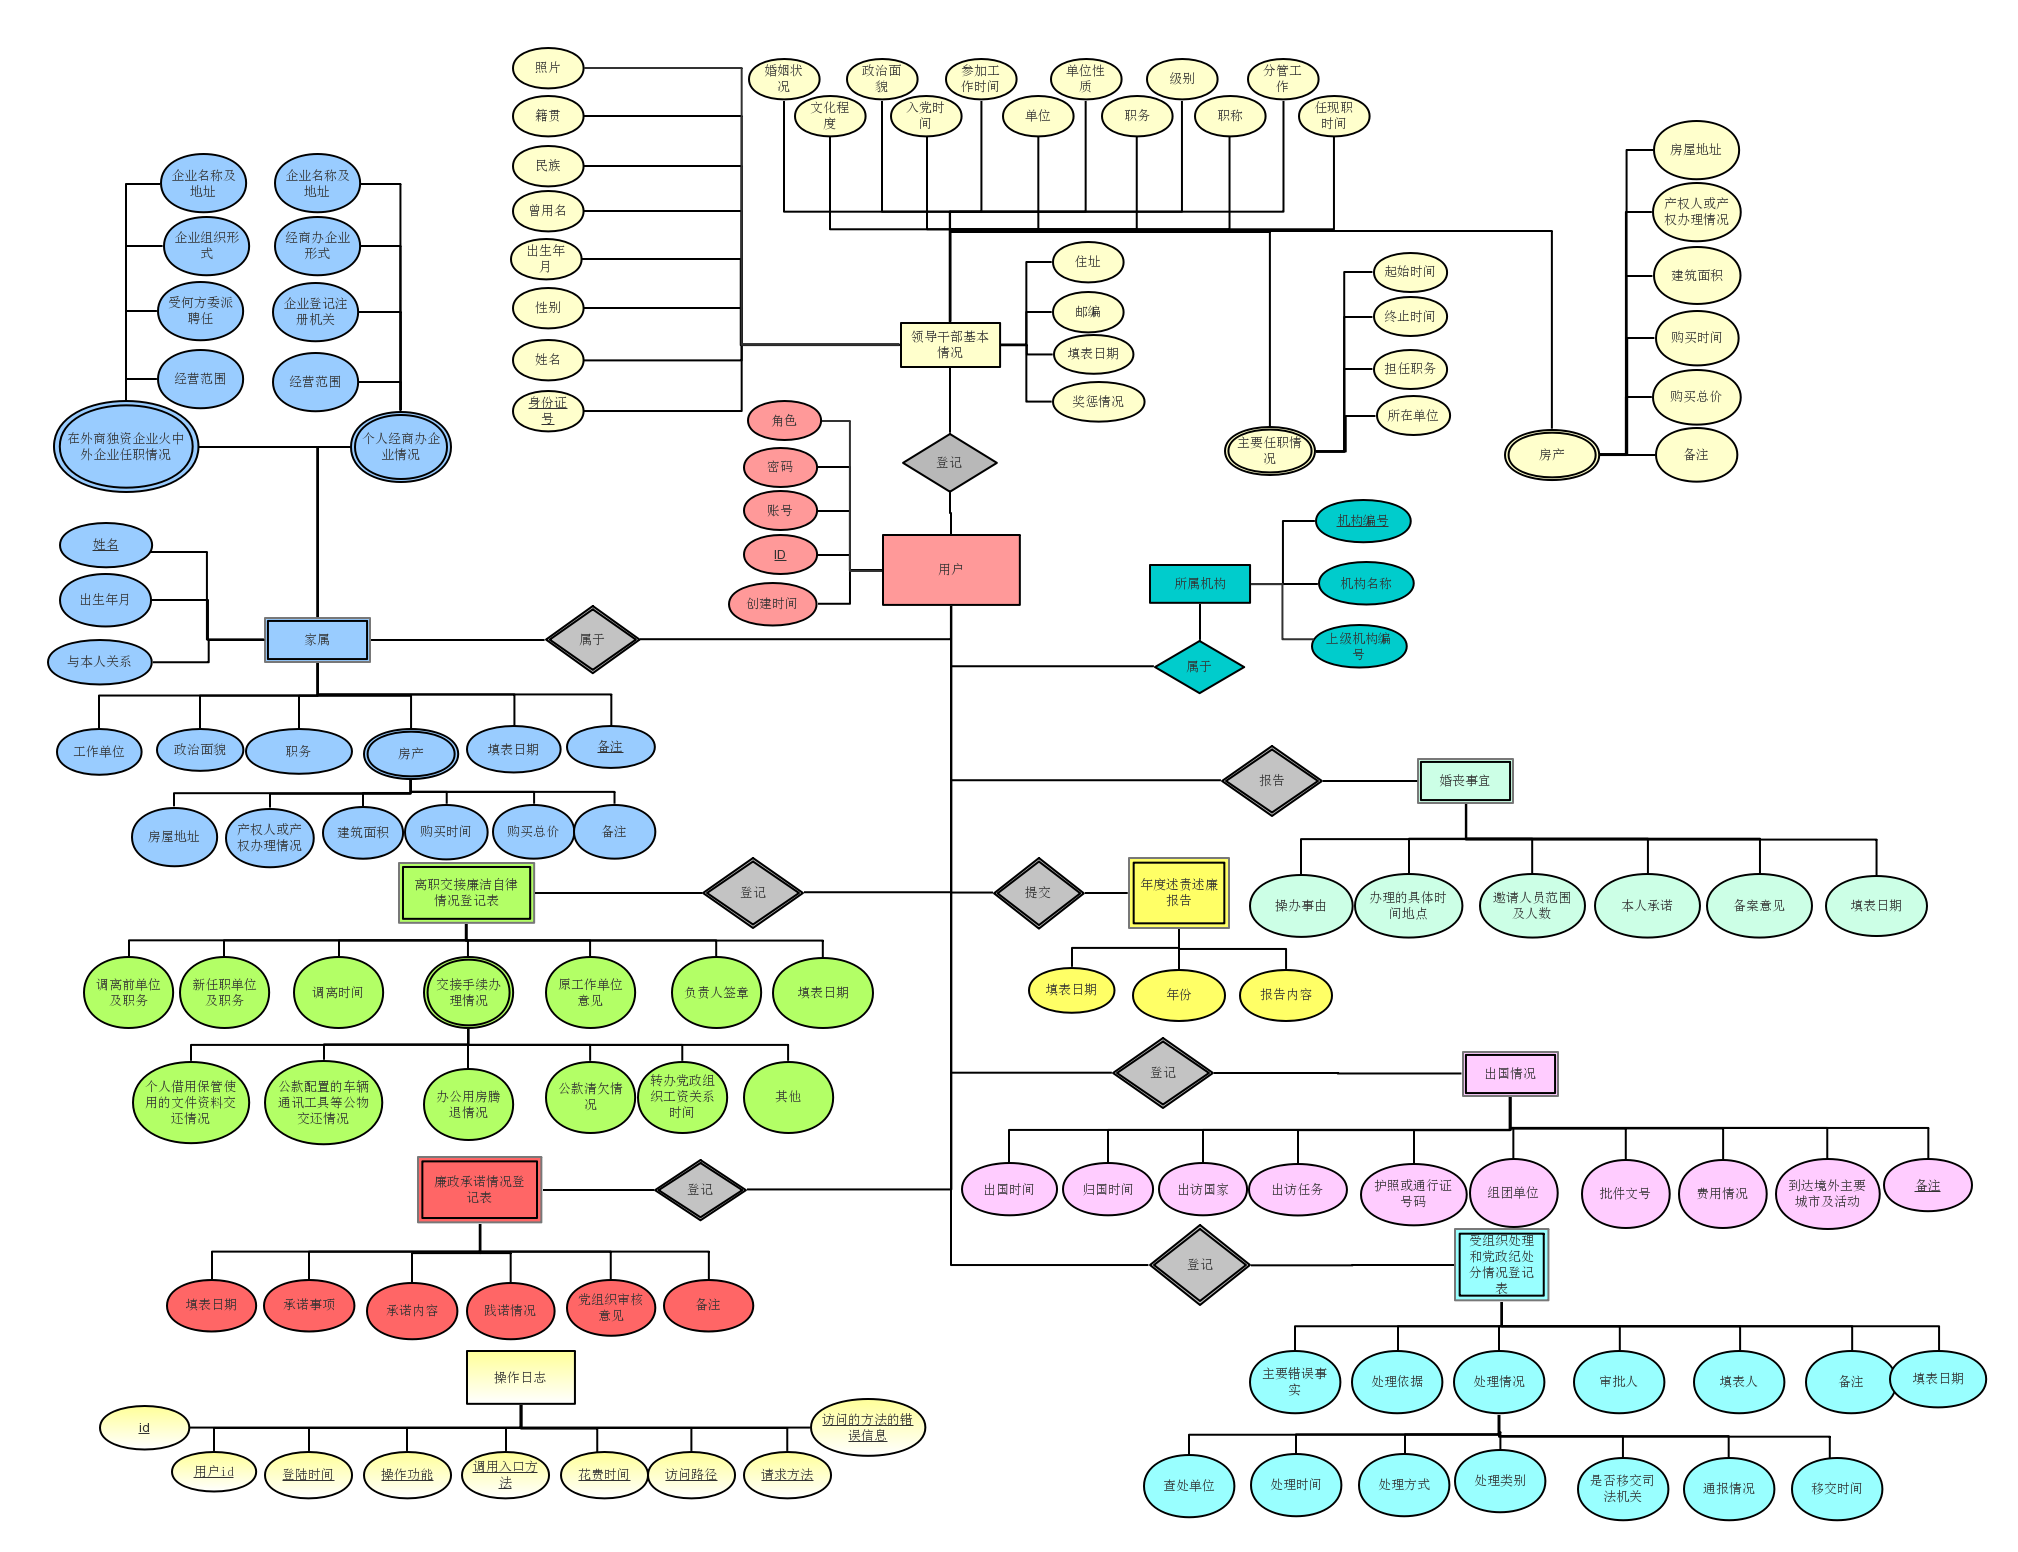 照片
籍贯
民族
曾用名
出生年
月
性别
姓名
身份证
号
婚姻状
况
政治面
貌
参加工
作时间
单位性
质
级别
分管工
作
文化程
度
入党时
间
单位
职务
职称
任现职
时间
房屋地址
产权人或产
权办理情况
建筑面积
购买时间
购买总价
备注
房产
企业名称及
地址
企业组织形
式
受何方委派
聘任
经营范围
在外商独资企业火中
外企业任职情况
企业名称及
地址
经商办企业
形式
企业登记注
册机关
经营范围
个人经商办企
业情况
住址
邮编
填表日期
奖惩情况
领导干部基本
情况
起始时间
终止时间
担任职务
所在单位
主要任职情
况
登记
角色
密码
账号
ID
创建时间
用户
机构编号
机构名称
上级机构编
号
所属机构
属于
姓名
出生年月
与本人关系
家属
属于
工作单位
政治面貌
职务
房产
填表日期
备注
房屋地址
产权人或产
权办理情况
建筑面积
购买时间
购买总价
备注
报告
婚丧事宜
操办事由
办理的具体时
间地点
邀请人员范围
及人数
本人承诺
备案意见
填表日期
离职交接廉洁自律
情况登记表
登记
提交
年度述责述廉
报告
填表日期
年份
报告内容
调离前单位
及职务
新任职单位
及职务
调离时间
交接手续办
理情况
原工作单位
意见
负责人签章
填表日期
个人借用保管使
用的文件资料交
还情况
公款配置的车辆
通讯工具等公物
交还情况
办公用房腾
退情况
公款清欠情
况
转办党政组
织工资关系
时间
其他
登记
出国情况
出国时间
归国时间
出访国家
出访任务
护照或通行证
号码
组团单位
批件文号
费用情况
到达境外主要
城市及活动
备注
廉政承诺情况登
记表
登记
填表日期
承诺事项
承诺内容
践诺情况
党组织审核
意见
备注
登记
受组织处理
和党政纪处
分情况登记
表
主要错误事
实
处理依据
处理情况
审批人
填表人
备注
填表日期
查处单位
处理时间
处理方式
处理类别
是否移交司
法机关
通报情况
移交时间
操作日志
id
用户id
登陆时间
操作功能
调用入口方
法
花费时间
访问路径
请求方法
访问的方法的错
误信息